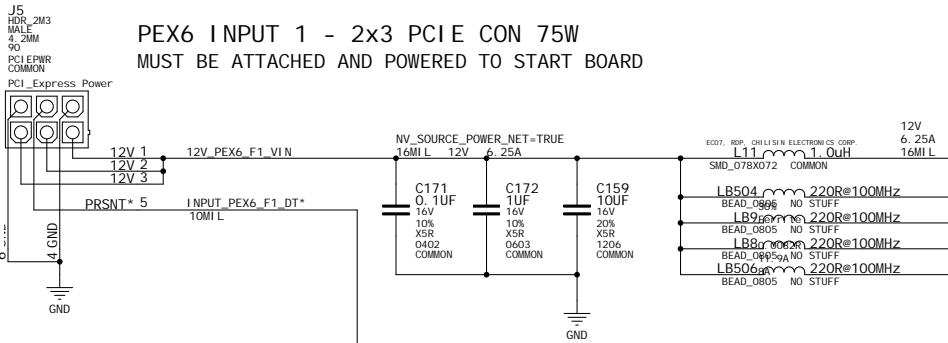 J5
HDR_2M3
MALE
4.2MM
90
PCIEPWR
COMMON
PCI_Express Power
PEX6 INPUT 1 - 2x3 PCIE CON 75W
MUST BE ATTACHED AND POWERED TO START BOARD
12V 1
12V 2
12V 3
12V_PEX6_F1_VIN
PRSNT* 5
INPUT_PEX6_F1_DT*
10MIL
4 GND
GND
NV_SOURCE_POWER_NET=TRUE
16MIL 12V 6.25A
C171
0.1UF
16V
10%
X5R
0402
COMMON
C172
1UF
16V
10%
X5R
0603
COMMON
C159
10UF
16V
20%
X5R
1206
COMMON
GND
EC07, RDP, CHILISIN ELECTRONICS CORP.
L11 1.0uH
SMD_078X072 COMMON
12V
6.25A
16MIL
LB504 220R@100MHz
BEAD_0805 NO STUFF
LB9 220R@100MHz
BEAD_0805 NO STUFF
LB8 220R@100MHz
BEAD_0805 NO STUFF
LB506 220R@100MHz
BEAD_0805 NO STUFF